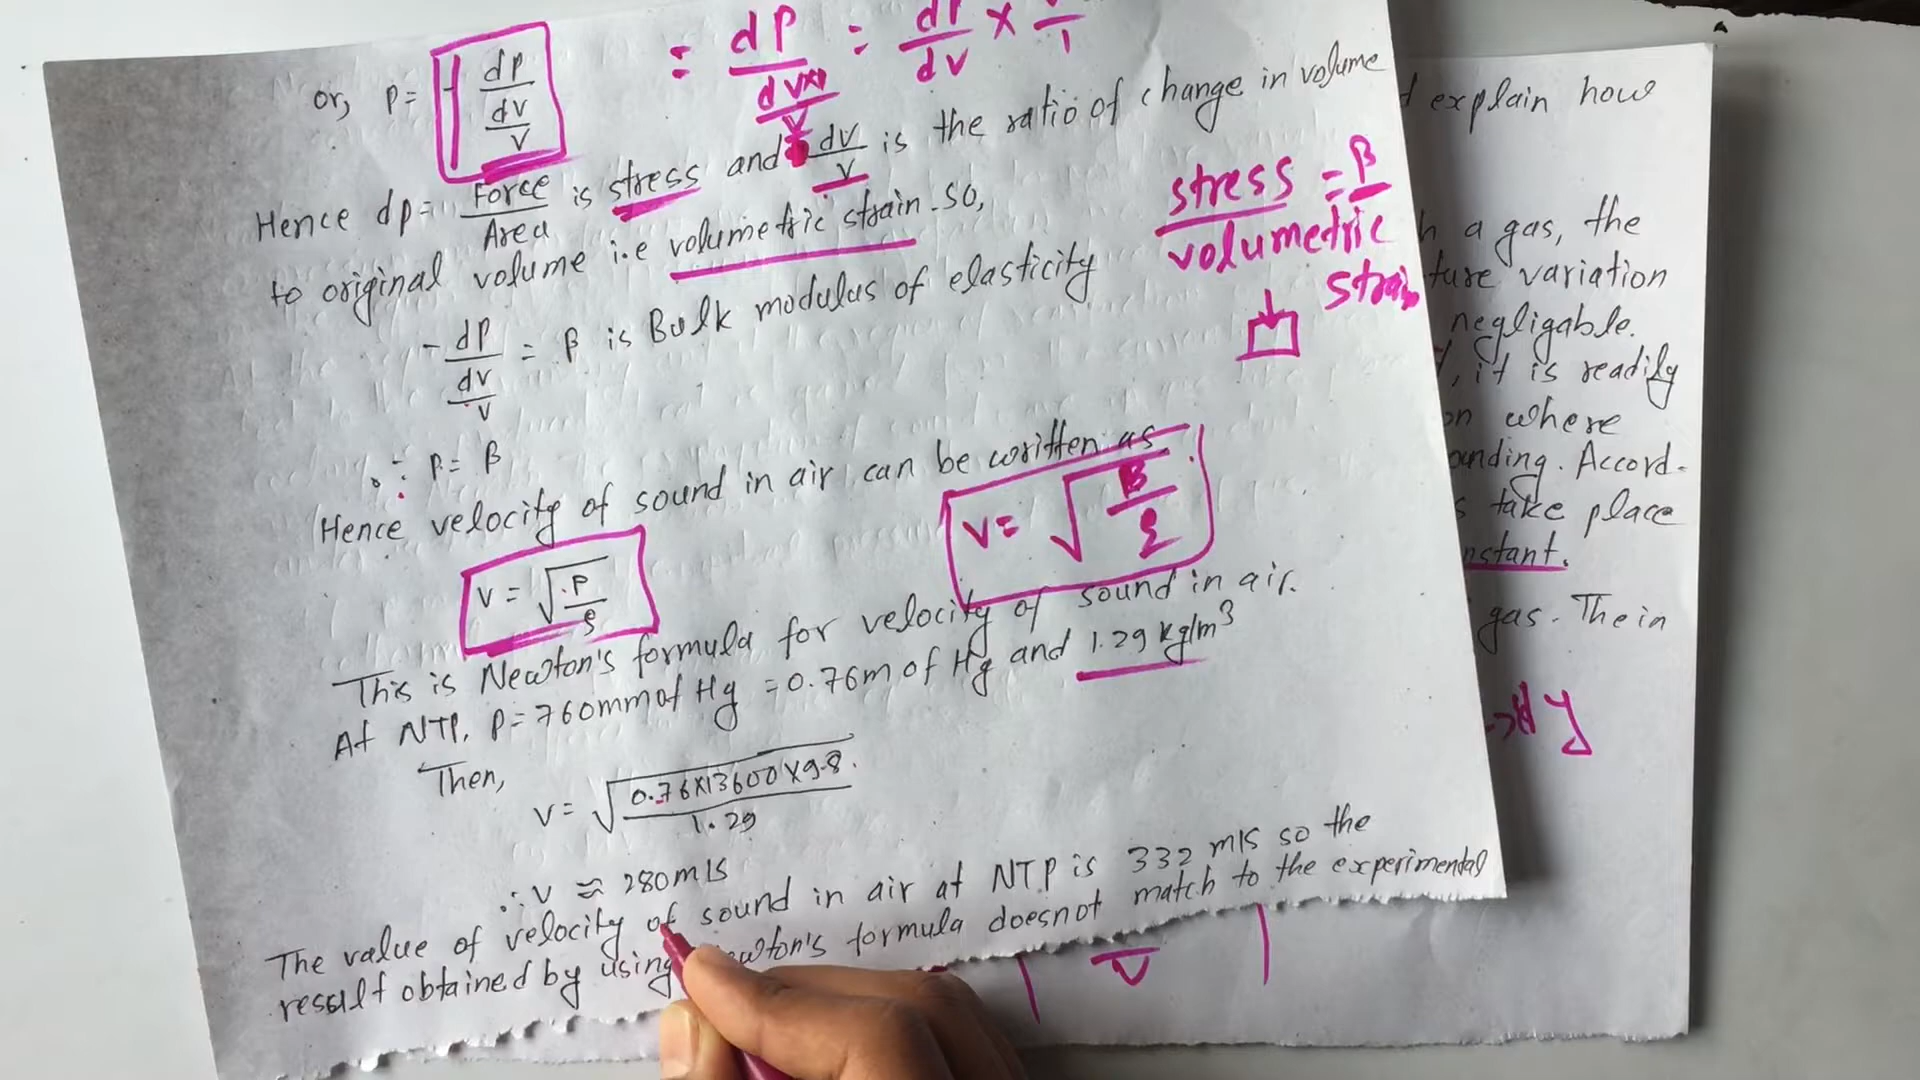 or, P = - dP / dV/V = dP / dV×1/V = dP/dV × V/1
Hence dp = Force/Area is stress and dV/V is the ratio of change in volume
to original volume i.e volumetric strain. So,
stress / volumetric strain = β
- dP / dV/V = β is Bulk modulus of elasticity
∴ P = β
Hence velocity of sound in air can be written as
v = √P/ρ
v = √B/ρ
This is Newton's formula for velocity of sound in air.
At NTP, P = 760mm of Hg = 0.76m of Hg and 1.29 kg/m³
Then,
v = √0.76×13600×9.8 / 1.29
∴ v ≈ 280m/s
The value of velocity of sound in air at NTP is 332 m/s so the
result obtained by using Newton's formula doesnot match to the experimental
explain how
a gas, the
variation
negligable.
, it is readily
where
Accord-
take place
gas. The in
V